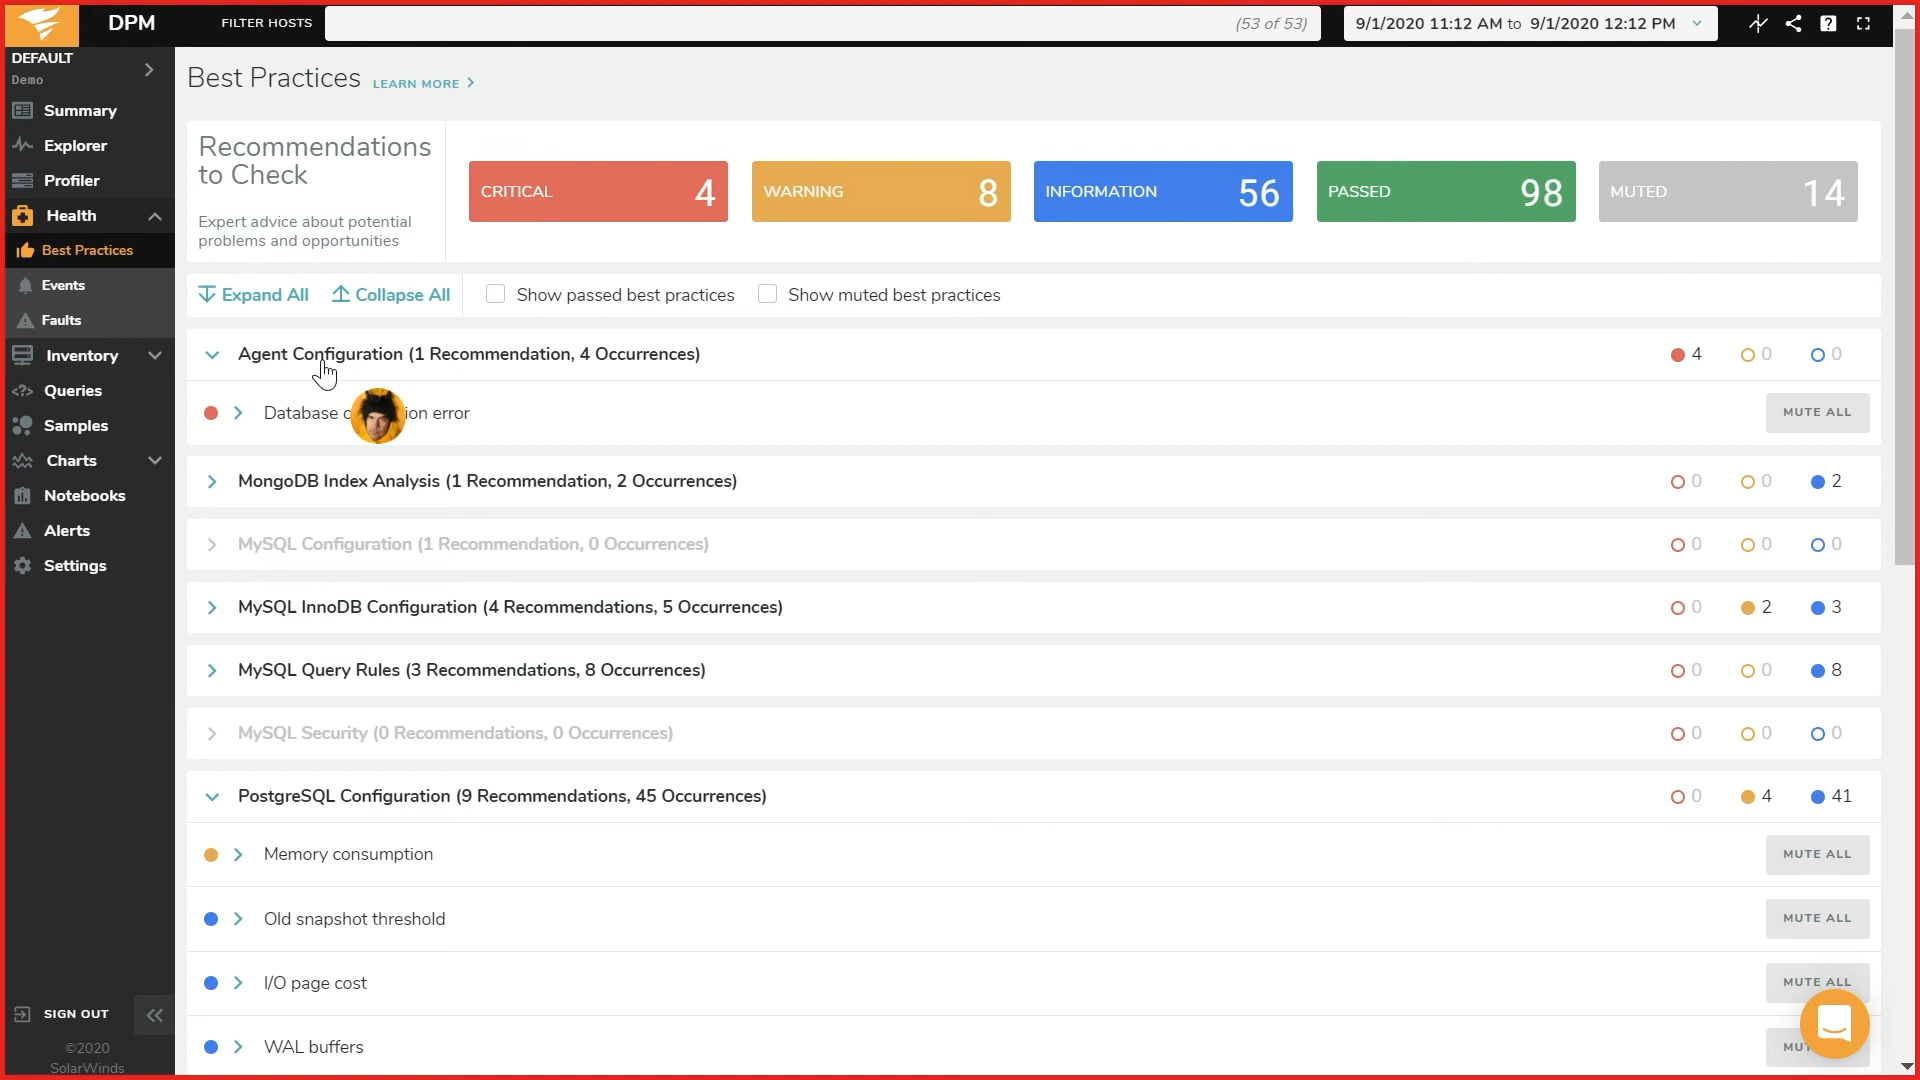 DPM
FILTER HOSTS
(53 of 53)
9/1/2020 11:12 AM to 9/1/2020 12:12 PM
DEFAULT
Demo
Summary
Explorer
Profiler
Health
Best Practices
Events
Faults
Inventory
Queries
Samples
Charts
Notebooks
Alerts
Settings
SIGN OUT
©2020
SolarWinds
Best Practices
LEARN MORE
Recommendations
to Check
Expert advice about potential
problems and opportunities
CRITICAL 4
WARNING 8
INFORMATION 56
PASSED 98
MUTED 14
Expand All
Collapse All
Show passed best practices
Show muted best practices
Agent Configuration (1 Recommendation, 4 Occurrences) 4 0 0
Database ion error MUTE ALL
MongoDB Index Analysis (1 Recommendation, 2 Occurrences) 0 0 2
MySQL Configuration (1 Recommendation, 0 Occurrences) 0 0 0
MySQL InnoDB Configuration (4 Recommendations, 5 Occurrences) 0 2 3
MySQL Query Rules (3 Recommendations, 8 Occurrences) 0 0 8
MySQL Security (0 Recommendations, 0 Occurrences) 0 0 0
PostgreSQL Configuration (9 Recommendations, 45 Occurrences) 0 4 41
Memory consumption MUTE ALL
Old snapshot threshold MUTE ALL
I/O page cost MUTE ALL
WAL buffers